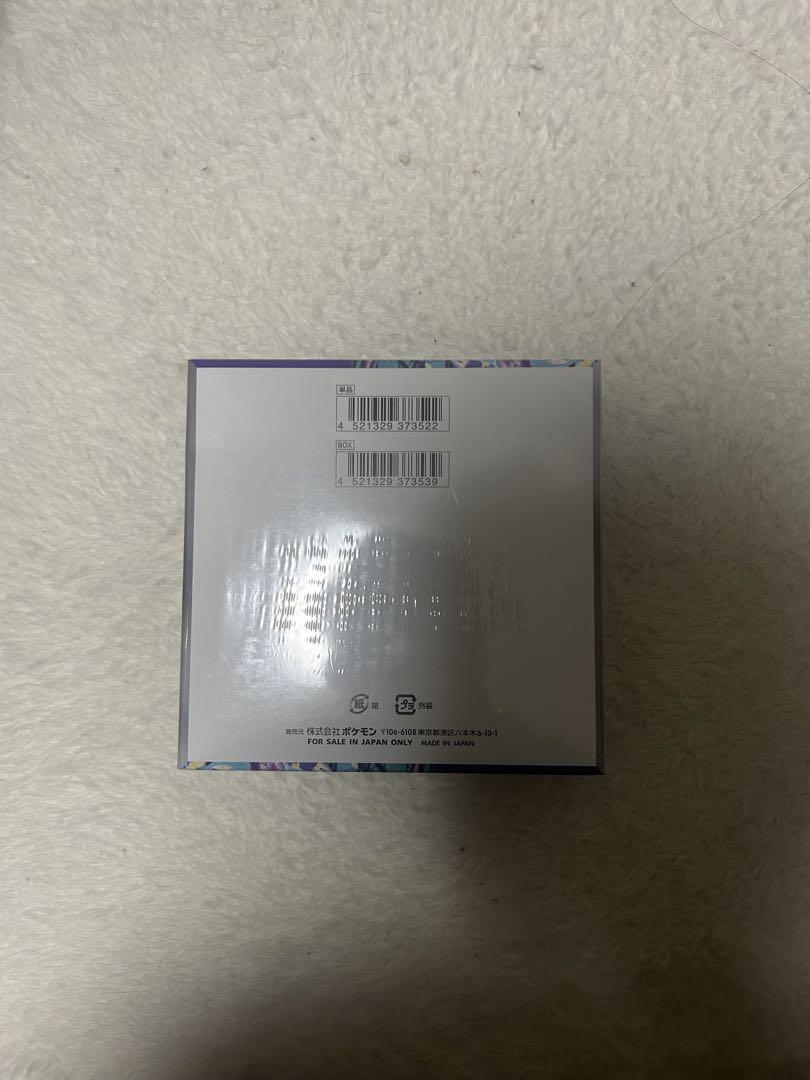 単品
4 521329 373522
BOX
4 521329 373539
紙 箱 プラ 外装
発売元 株式会社ポケモン 〒106-6108 東京都港区六本木6-10-1
FOR SALE IN JAPAN ONLY MADE IN JAPAN